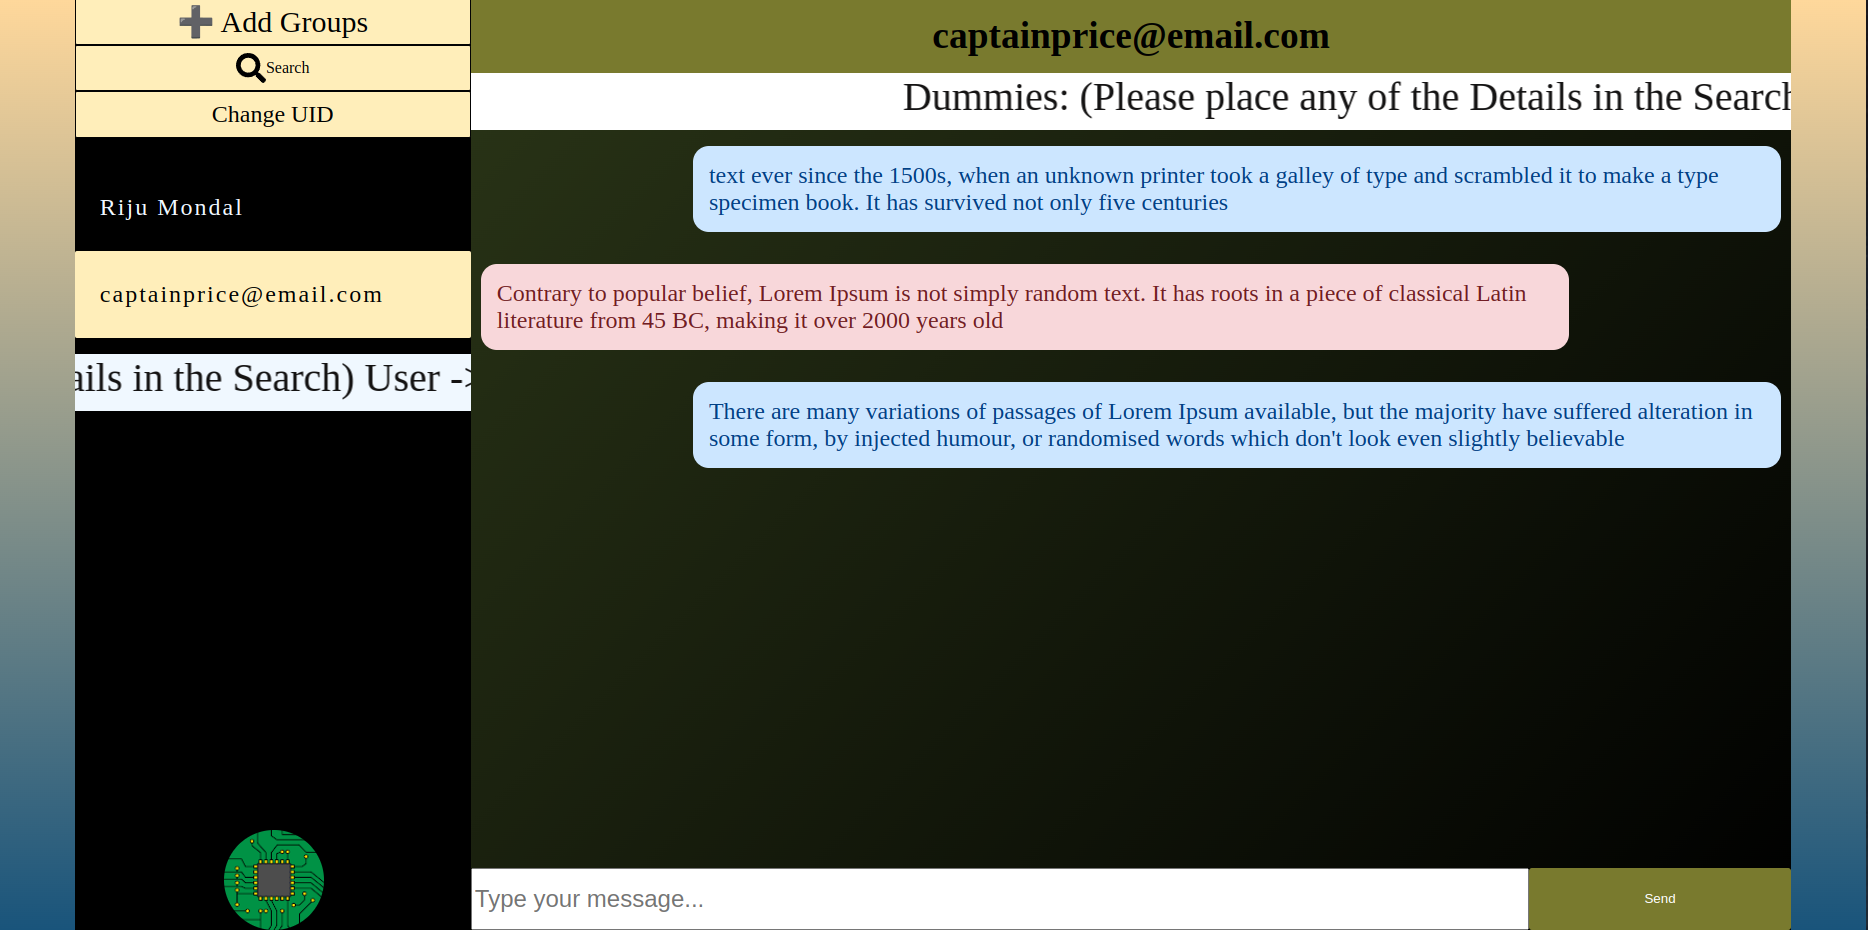 ➕ Add Groups
Search
Change UID
Riju Mondal
captainprice@email.com
ails in the Search) User ->
captainprice@email.com
Dummies: (Please place any of the Details in the Search
text ever since the 1500s, when an unknown printer took a galley of type and scrambled it to make a type
specimen book. It has survived not only five centuries
Contrary to popular belief, Lorem Ipsum is not simply random text. It has roots in a piece of classical Latin
literature from 45 BC, making it over 2000 years old
There are many variations of passages of Lorem Ipsum available, but the majority have suffered alteration in
some form, by injected humour, or randomised words which don't look even slightly believable
Type your message...
Send